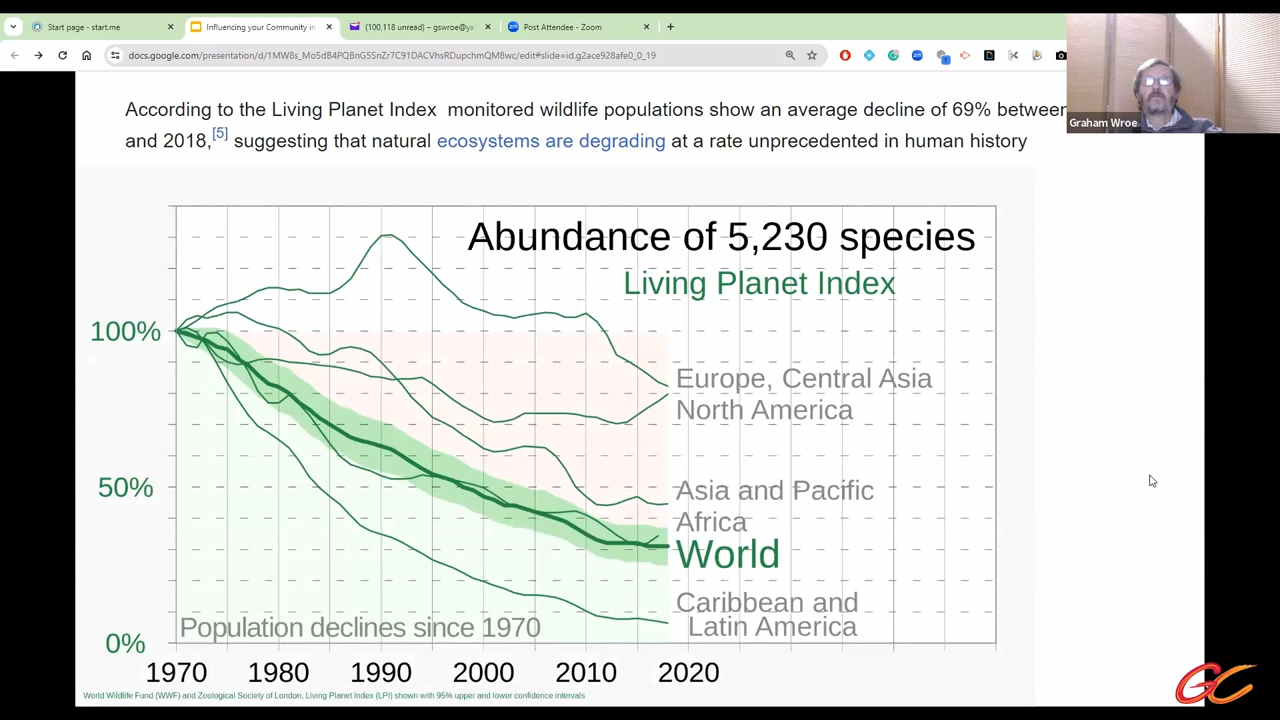 Start page - start.me
Influencing your Community in
(100,118 unread) – gswroe@ya
Post Attendee - Zoom
docs.google.com/presentation/d/1MW8s_Mo5dB4PQBnG5SnZr7C91DACVhsRDupchmQM8wc/edit#slide=id.g2ace928afe0_0_19
Graham Wroe
According to the Living Planet Index monitored wildlife populations show an average decline of 69% between
and 2018,[5] suggesting that natural ecosystems are degrading at a rate unprecedented in human history
Abundance of 5,230 species
Living Planet Index
100%
50%
0%
Europe, Central Asia
North America
Asia and Pacific
Africa
World
Caribbean and
Latin America
Population declines since 1970
1970 1980 1990 2000 2010 2020
World Wildlife Fund (WWF) and Zoological Society of London, Living Planet Index (LPI) shown with 95% upper and lower confidence intervals
GC